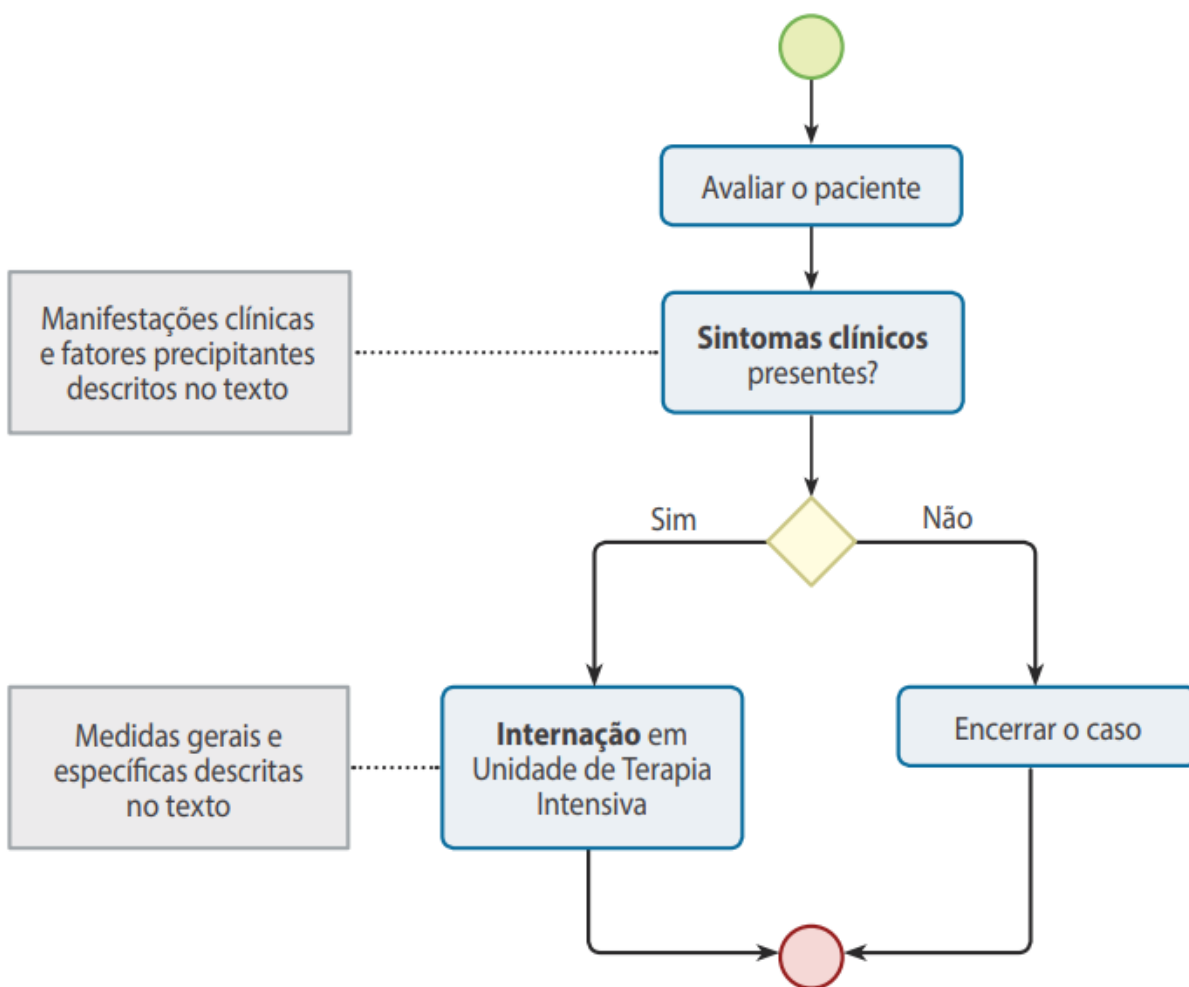 Avaliar o paciente
Manifestações clínicas
e fatores precipitantes
descritos no texto
Sintomas clínicos
presentes?
Sim
Não
Medidas gerais e
específicas descritas
no texto
Internação em
Unidade de Terapia
Intensiva
Encerrar o caso